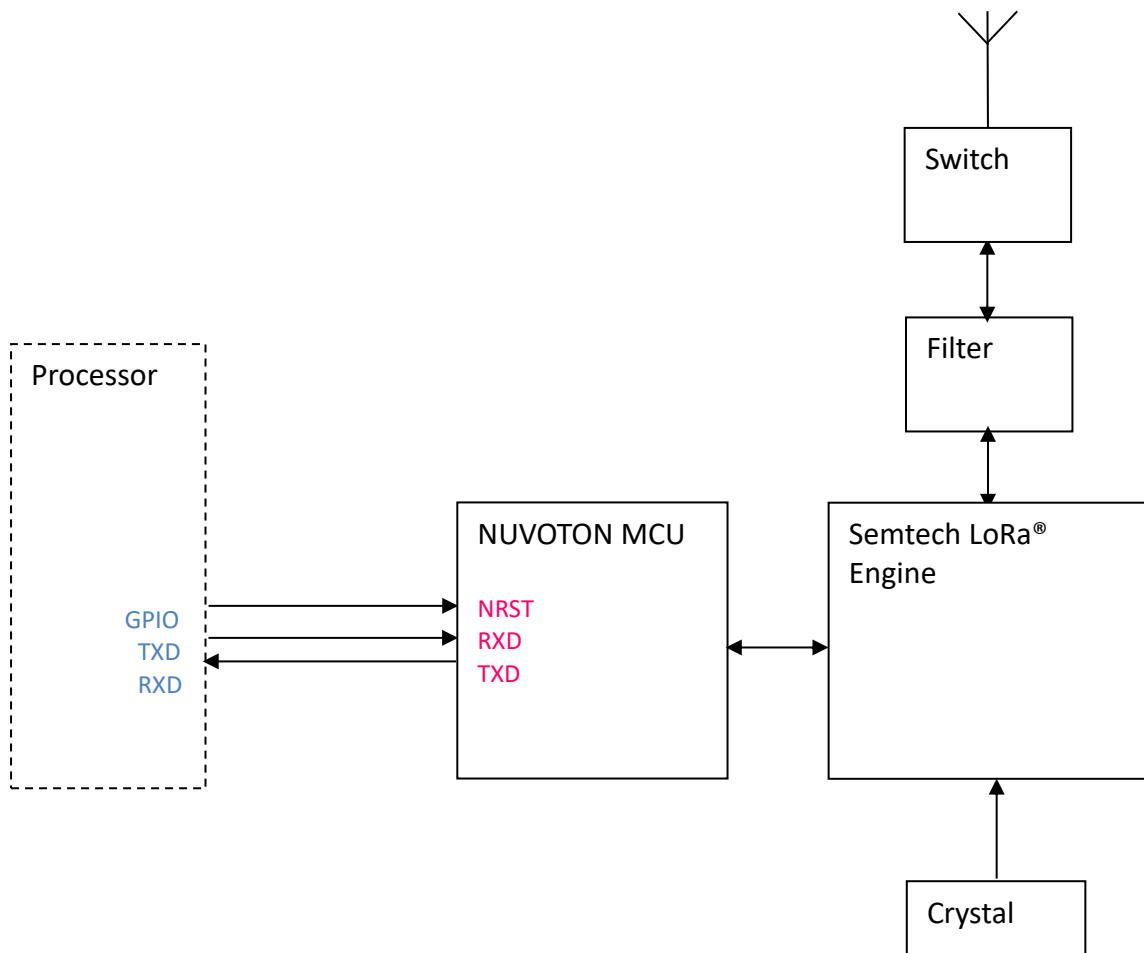 Switch
Filter
Processor
NUVOTON MCU
Semtech LoRa®
Engine
GPIO
TXD
RXD
NRST
RXD
TXD
Crystal